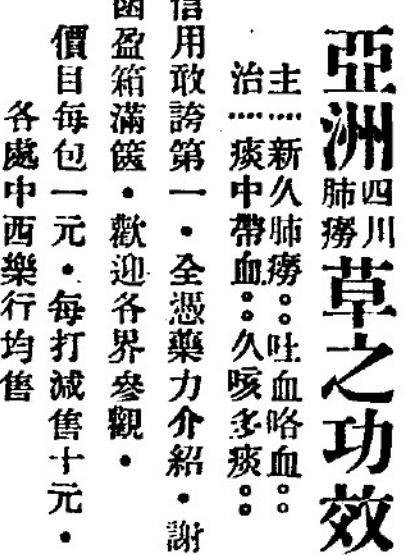 亞洲四川肺癆草之功效
主治……新久肺癆。。吐血咯血。。
痰中帶血。。久咳多痰。。
信用敢誇第一・全憑藥力介紹・謝
函盈箱滿篋・歡迎各界參觀・
價目每包一元・每打減售十元・
各處中西樂行均售